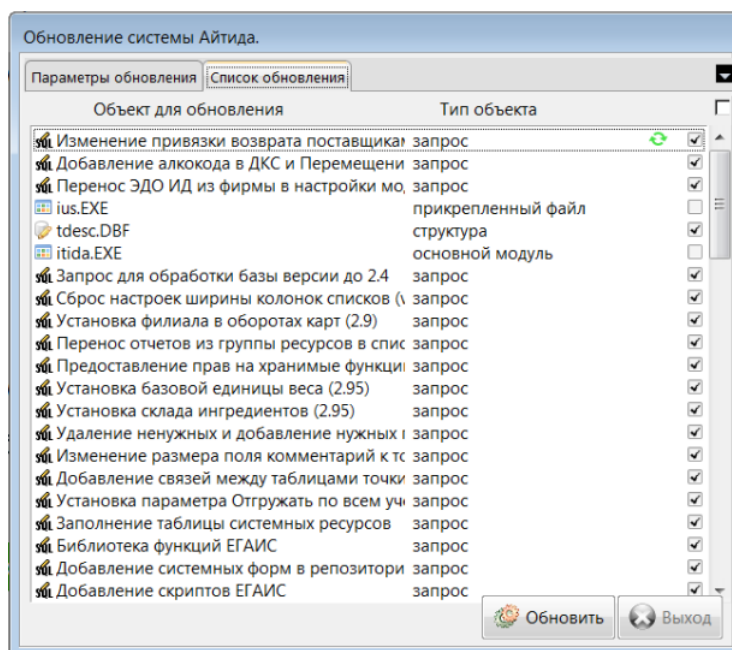 Обновление системы Айтида.
Параметры обновления Список обновления
Объект для обновления Тип объекта
Изменение привязки возврата поставщикам запрос
Добавление алкокода в ДКС и Перемещени запрос
Перенос ЭДО ИД из фирмы в настройки мо, запрос
ius.EXE прикрепленный файл
tdesc.DBF структура
itida.EXE основной модуль
Запрос для обработки базы версии до 2.4 запрос
Сброс настроек ширины колонок списков (v запрос
Установка филиала в оборотах карт (2.9) запрос
Перенос отчетов из группы ресурсов в спис запрос
Предоставление прав на хранимые функци запрос
Установка базовой единицы веса (2.95) запрос
Установка склада ингредиентов (2.95) запрос
Удаление ненужных и добавление нужных запрос
Изменение размера поля комментарий к то запрос
Добавление связей между таблицами точки запрос
Установка параметра Отгружать по всем уч запрос
Заполнение таблицы системных ресурсов запрос
Библиотека функций ЕГАИС запрос
Добавление системных форм в репозитори запрос
Добавление скриптов ЕГАИС запрос
Обновить Выход